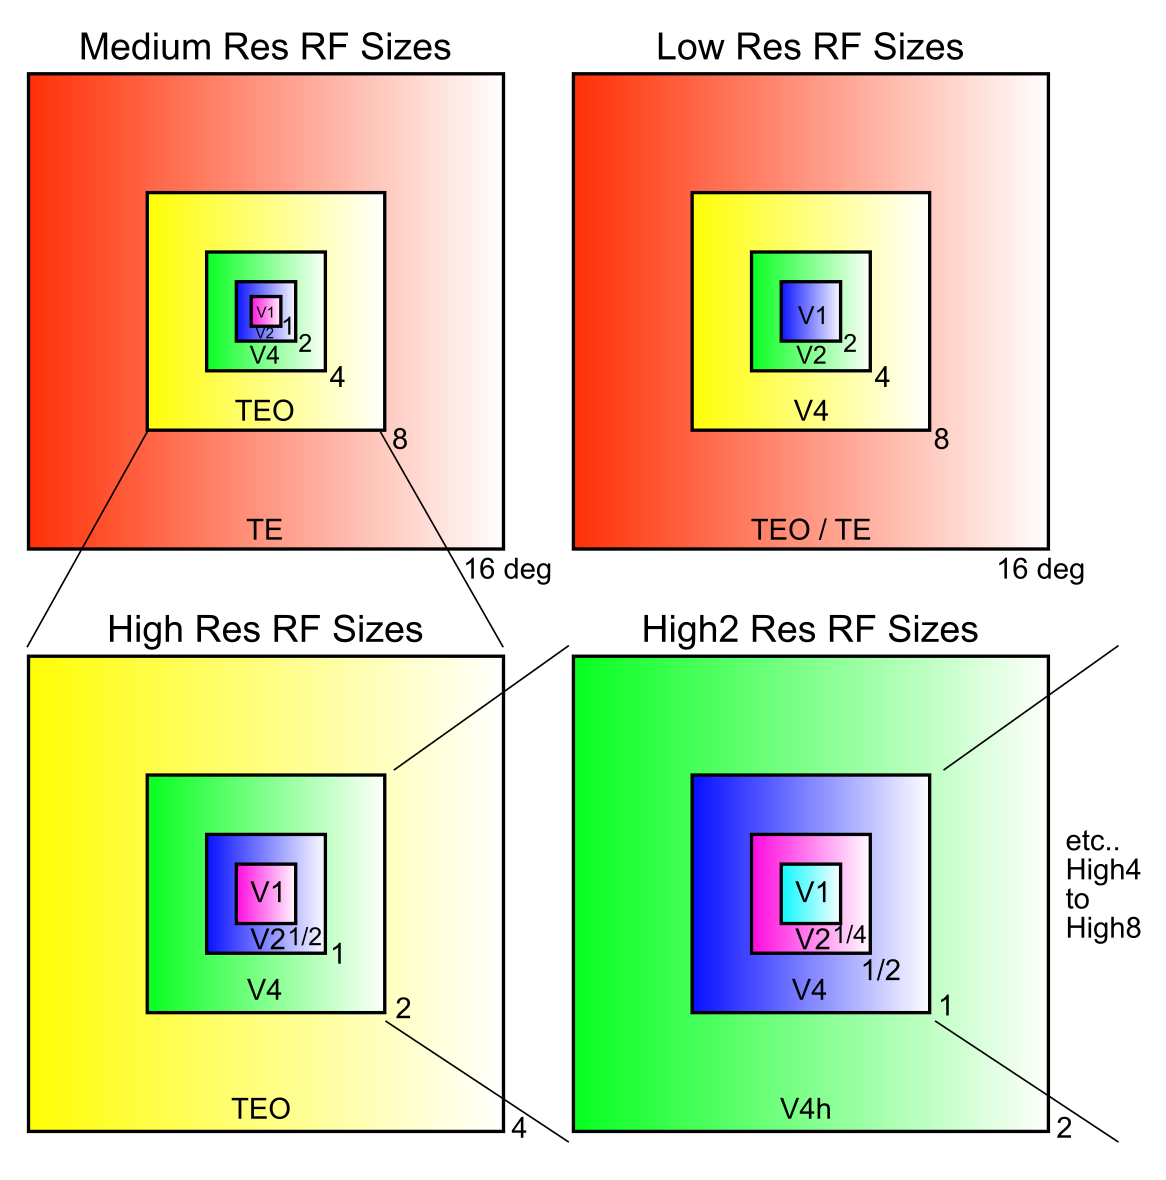 Medium Res RF Sizes
V1
1
V2
2
V4
4
TEO
8
TE
16 deg
Low Res RF Sizes
V1
2
V2
4
V4
8
TEO / TE
16 deg
High Res RF Sizes
V1
V2 1/2
1
V4
2
TEO
4
High2 Res RF Sizes
V1
V2 1/4
1/2
V4
1
V4h
2
etc..
High4
to
High8